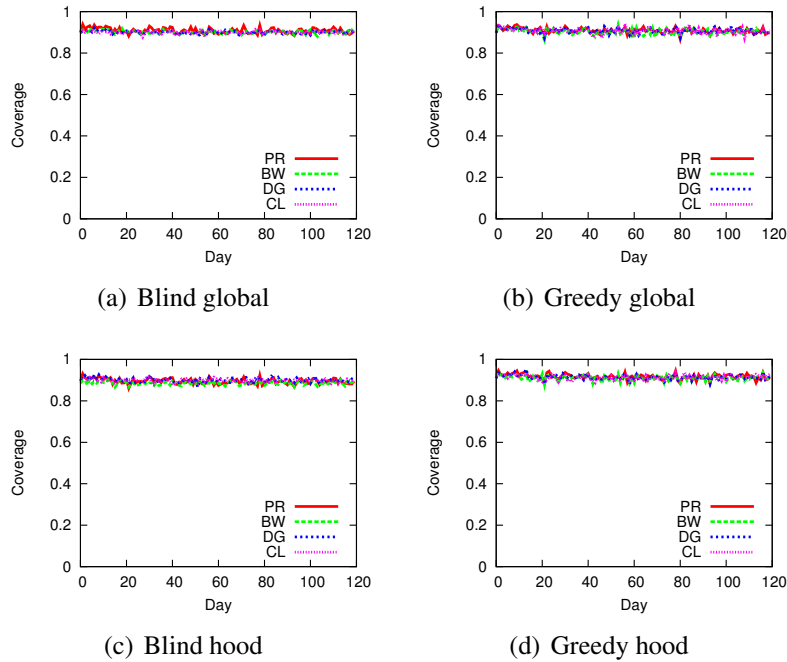 1
0.8
0.6
0.4
0.2
0
Coverage
PR
BW
DG
CL
0 20 40 60 80 100 120
Day
(a) Blind global
1
0.8
0.6
0.4
0.2
0
Coverage
PR
BW
DG
CL
0 20 40 60 80 100 120
Day
(b) Greedy global
1
0.8
0.6
0.4
0.2
0
Coverage
PR
BW
DG
CL
0 20 40 60 80 100 120
Day
(c) Blind hood
1
0.8
0.6
0.4
0.2
0
Coverage
PR
BW
DG
CL
0 20 40 60 80 100 120
Day
(d) Greedy hood